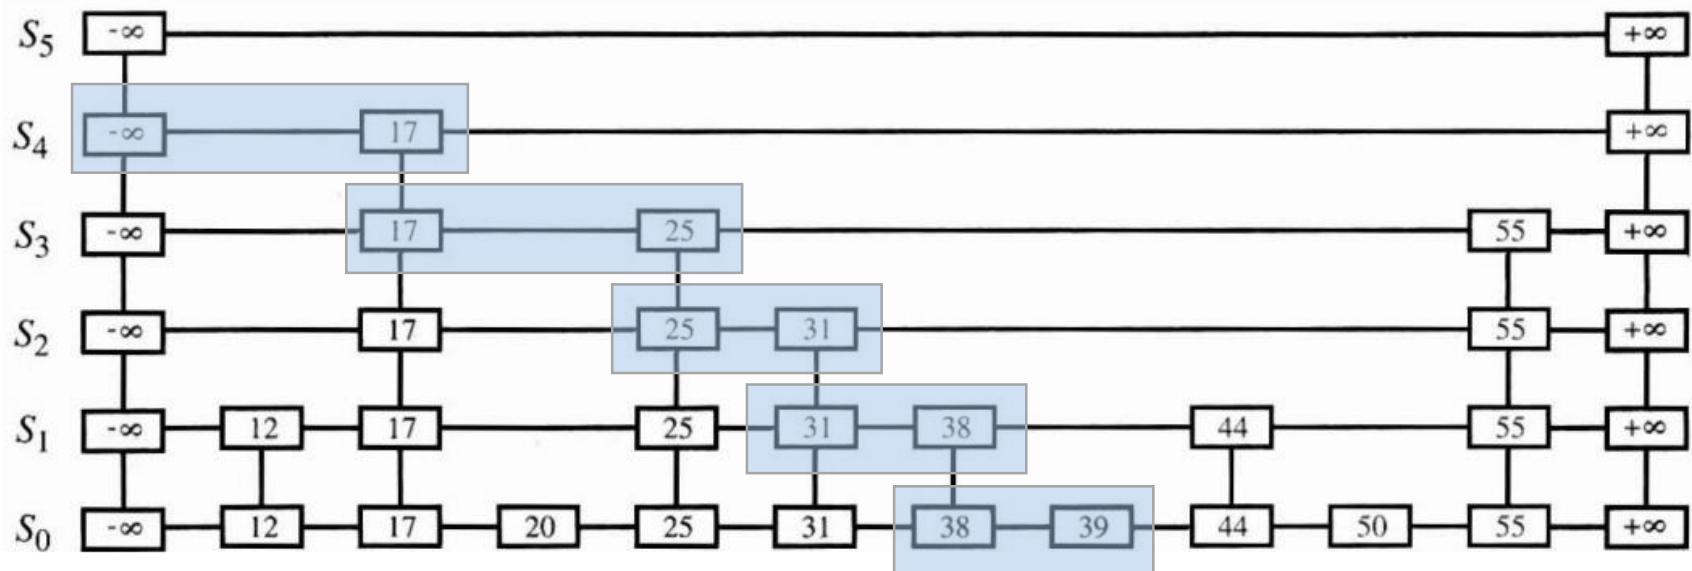 S5 -∞ +∞
S4 -∞ 17 +∞
S3 -∞ 17 25 55 +∞
S2 -∞ 17 25 31 55 +∞
S1 -∞ 12 17 25 31 38 44 55 +∞
S0 -∞ 12 17 20 25 31 38 39 44 50 55 +∞